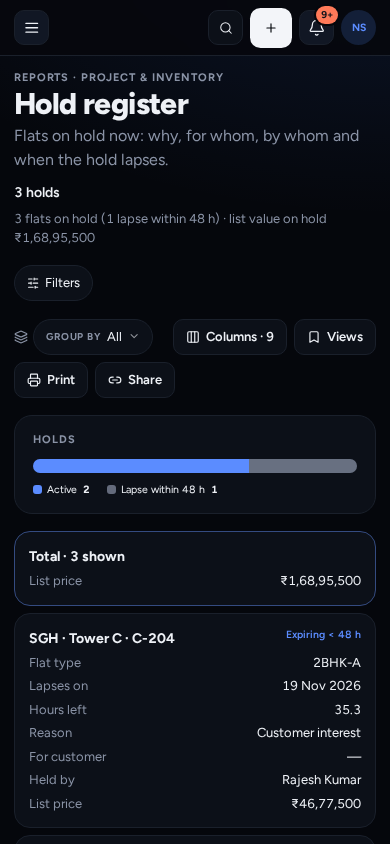 9+
NS
REPORTS · PROJECT & INVENTORY
Hold register
Flats on hold now: why, for whom, by whom and
when the hold lapses.
3 holds
3 flats on hold (1 lapse within 48 h) · list value on hold
₹1,68,95,500
Filters
GROUP BY All
Columns · 9
Views
Print
Share
HOLDS
Active 2
Lapse within 48 h 1
Total · 3 shown
List price ₹1,68,95,500
SGH · Tower C · C-204 Expiring < 48 h
Flat type 2BHK-A
Lapses on 19 Nov 2026
Hours left 35.3
Reason Customer interest
For customer —
Held by Rajesh Kumar
List price ₹46,77,500